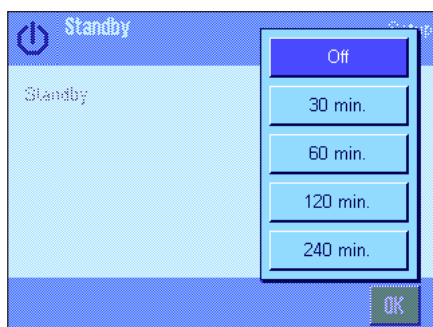 Standby
Setup
Standby
Off
30 min.
60 min.
120 min.
240 min.
OK